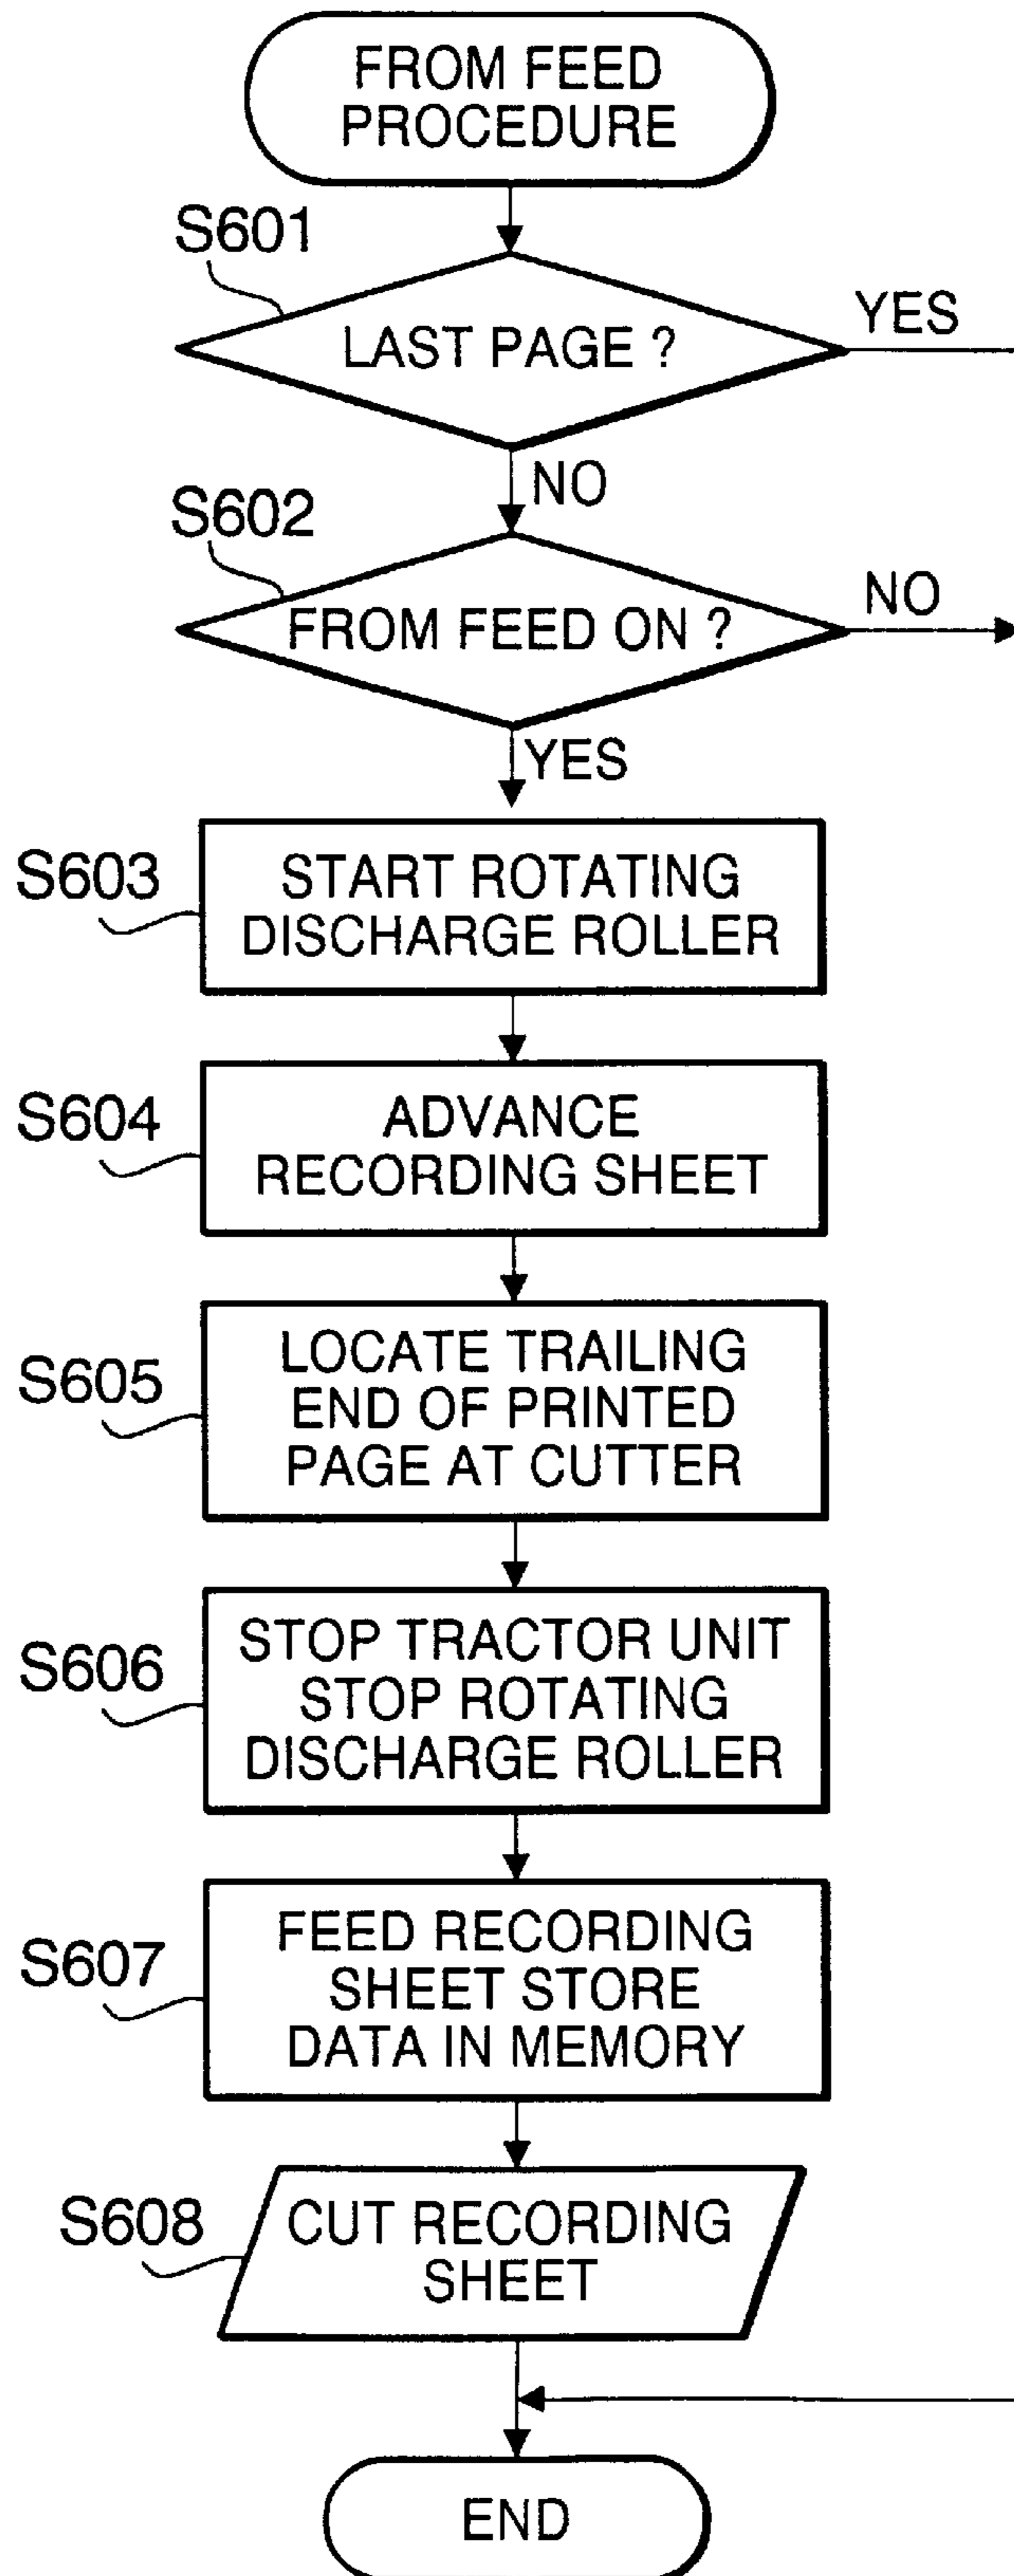 FROM FEED
PROCEDURE
S601
LAST PAGE ?
YES
NO
S602
FROM FEED ON ?
NO
YES
S603
START ROTATING
DISCHARGE ROLLER
S604
ADVANCE
RECORDING SHEET
S605
LOCATE TRAILING
END OF PRINTED
PAGE AT CUTTER
S606
STOP TRACTOR UNIT
STOP ROTATING
DISCHARGE ROLLER
S607
FEED RECORDING
SHEET STORE
DATA IN MEMORY
S608
CUT RECORDING
SHEET
END